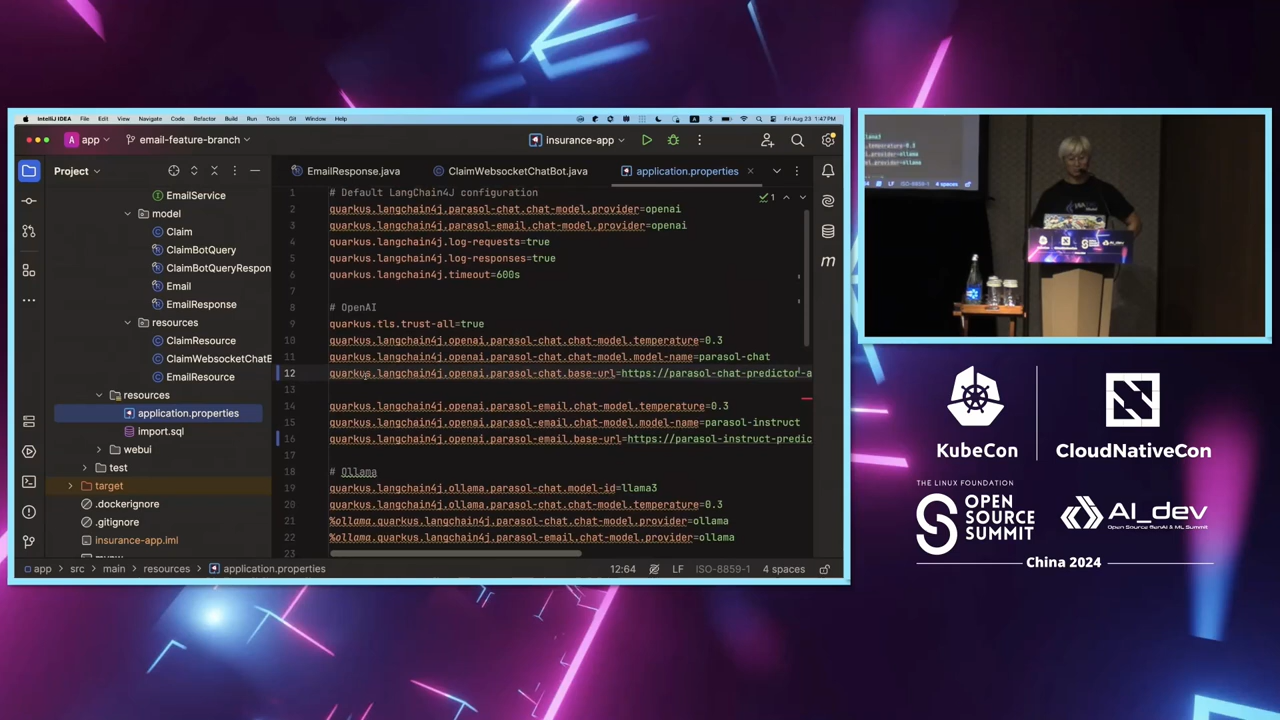 IntelliJ IDEA File Edit View Navigate Code Refactor Build Run Tools Git Window Help
Fri Aug 23 1:47PM
A app email-feature-branch insurance-app
Project
EmailResponse.java ClaimWebsocketChatBot.java application.properties
EmailService
model
Claim
ClaimBotQuery
ClaimBotQueryRespon
Email
EmailResponse
resources
ClaimResource
ClaimWebsocketChatB
EmailResource
resources
application.properties
import.sql
webui
test
target
.dockerignore
.gitignore
insurance-app.iml
1 # Default LangChain4J configuration
2 quarkus.langchain4j.parasol-chat.chat-model.provider=openai
3 quarkus.langchain4j.parasol-email.chat-model.provider=openai
4 quarkus.langchain4j.log-requests=true
5 quarkus.langchain4j.log-responses=true
6 quarkus.langchain4j.timeout=600s
7
8 # OpenAI
9 quarkus.tls.trust-all=true
10 quarkus.langchain4j.openai.parasol-chat.chat-model.temperature=0.3
11 quarkus.langchain4j.openai.parasol-chat.chat-model.model-name=parasol-chat
12 quarkus.langchain4j.openai.parasol-chat.base-url=https://parasol-chat-predictor-a
13
14 quarkus.langchain4j.openai.parasol-email.chat-model.temperature=0.3
15 quarkus.langchain4j.openai.parasol-email.chat-model.model-name=parasol-instruct
16 quarkus.langchain4j.openai.parasol-email.base-url=https://parasol-instruct-predic
17
18 # Ollama
19 quarkus.langchain4j.ollama.parasol-chat.model-id=llama3
20 quarkus.langchain4j.ollama.parasol-chat.chat-model.temperature=0.3
21 %ollama.quarkus.langchain4j.parasol-chat.chat-model.provider=ollama
22 %ollama.quarkus.langchain4j.parasol-email.chat-model.provider=ollama
23
1
m
app src main resources application.properties
12:64 LF ISO-8859-1 4 spaces
KubeCon
CloudNativeCon
THE LINUX FOUNDATION
OPEN
SOURCE
SUMMIT
AI_dev
Open Source GenAI & ML Summit
China 2024